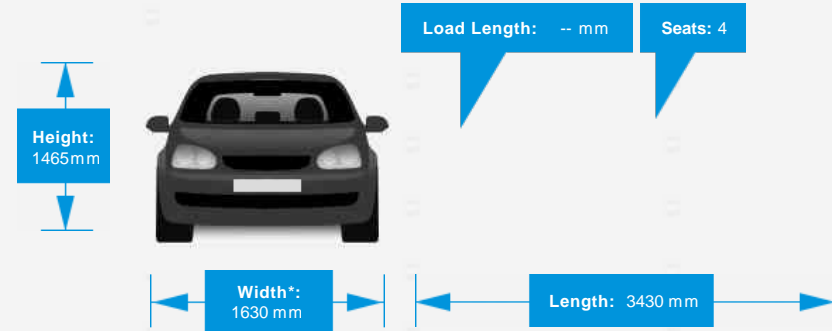 Load Length: -- mm
Seats: 4
Height:
1465mm
Width*:
1630 mm
Length: 3430 mm